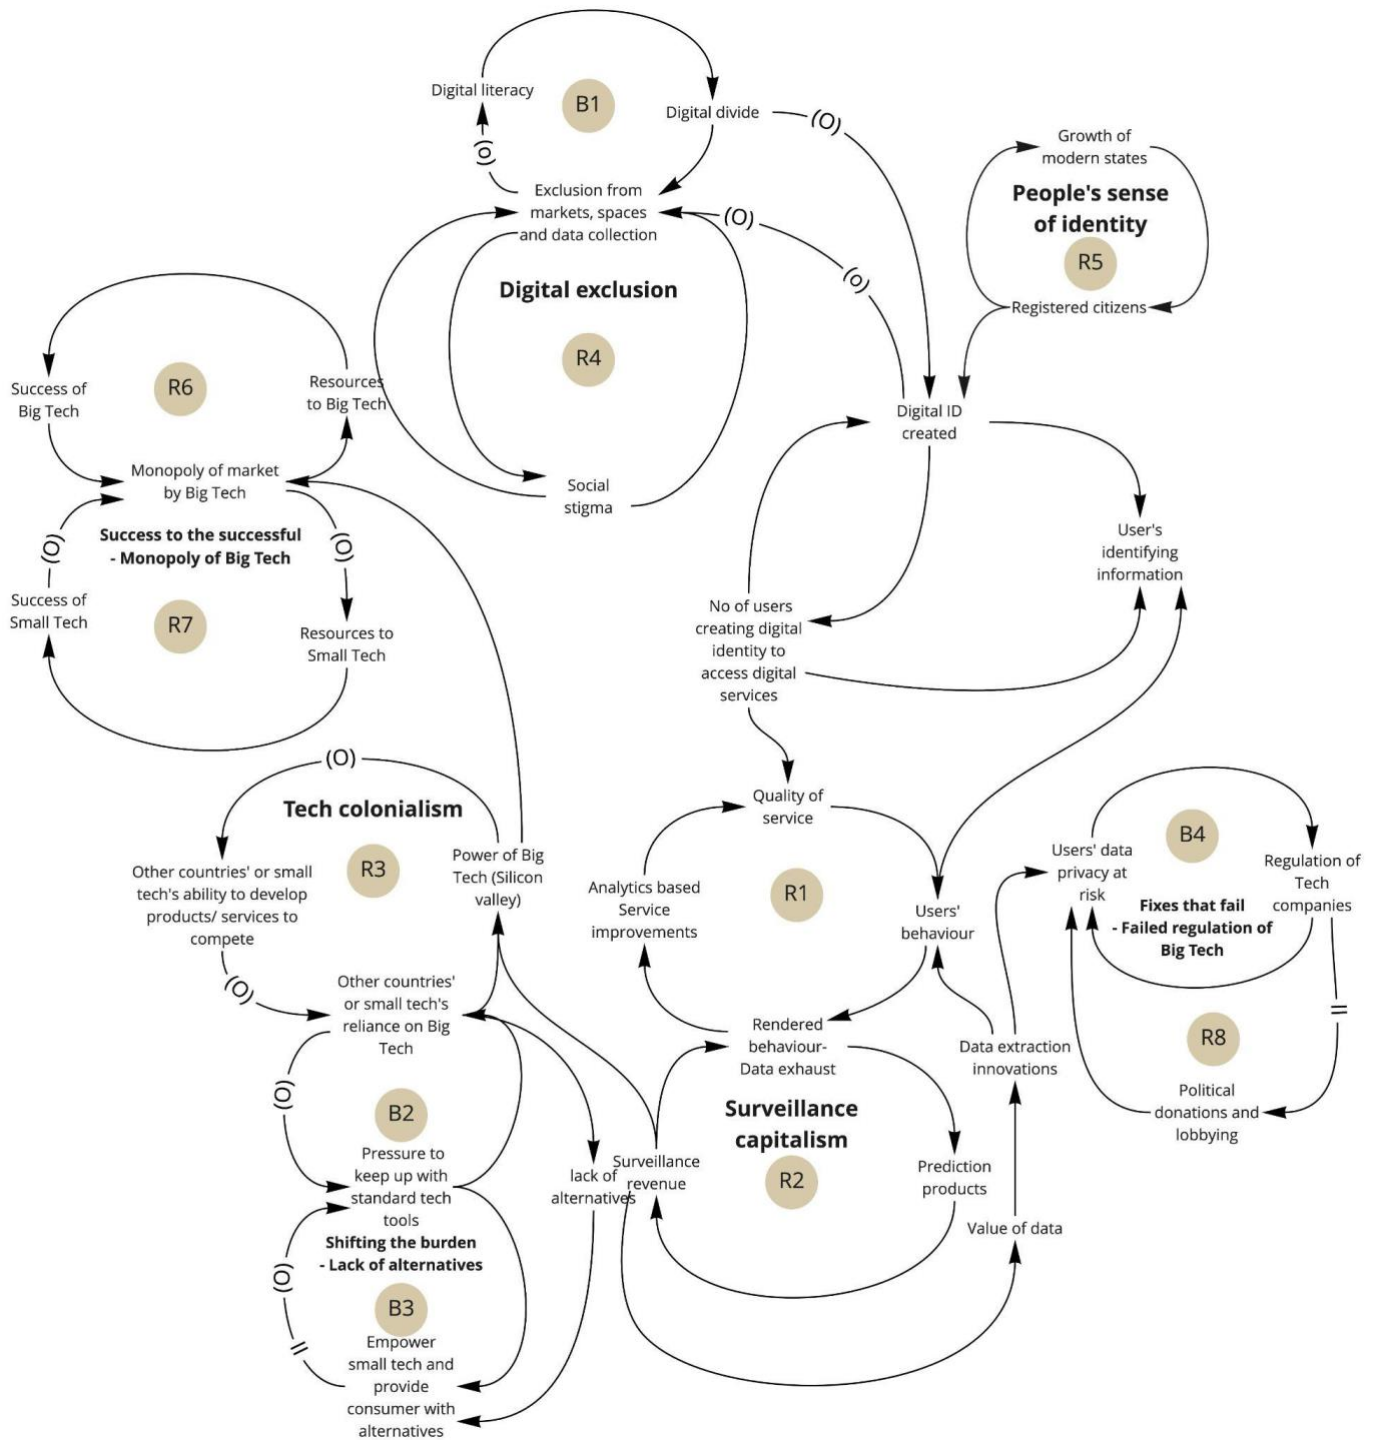 Digital literacy
B1
Digital divide
(O)
(o)
Exclusion from
markets, spaces
and data collection
(O)
(o)
Digital exclusion
R4
Social
stigma
Growth of
modern states
People's sense
of identity
R5
Registered citizens
Digital ID
created
User's
identifying
information
No of users
creating digital
identity to
access digital
services
R6
Success of
Big Tech
Resources
to Big Tech
Monopoly of market
by Big Tech
Success to the successful
- Monopoly of Big Tech
(O)
(O)
Success of
Small Tech
R7
Resources to
Small Tech
(O)
Tech colonialism
R3
Other countries' or small
tech's ability to develop
products/ services to
compete
Power of Big
Tech (Silicon
valley)
(O)
Other countries'
or small tech's
reliance on Big
Tech
(O)
B2
Pressure to
keep up with
standard tech
tools
Shifting the burden
- Lack of alternatives
(O)
B3
Empower
small tech and
provide
consumer with
alternatives
lack of
alternatives
Quality of
service
R1
Analytics based
Service
improvements
Users'
behaviour
Rendered
behaviour-
Data exhaust
Surveillance
capitalism
R2
Surveillance
revenue
Prediction
products
Data extraction
innovations
Value of data
Users' data
privacy at
risk
B4
Regulation of
Tech
companies
Fixes that fail
- Failed regulation of
Big Tech
R8
Political
donations and
lobbying